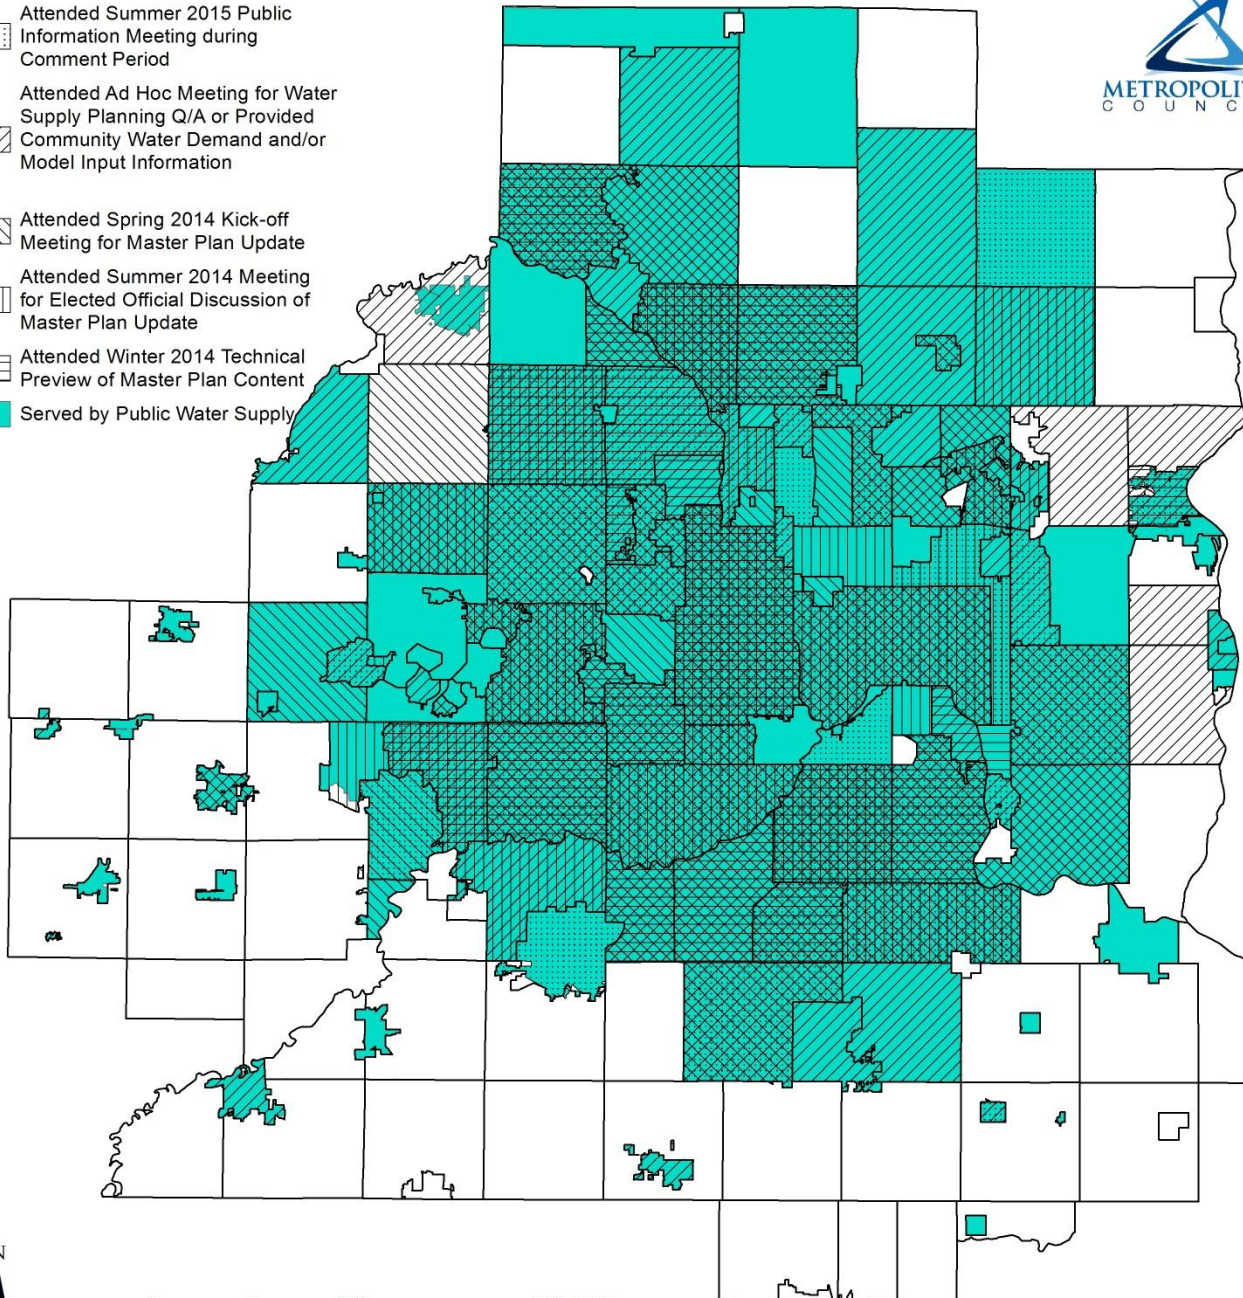 Attended Summer 2015 Public
Information Meeting during
Comment Period
Attended Ad Hoc Meeting for Water
Supply Planning Q/A or Provided
Community Water Demand and/or
Model Input Information
Attended Spring 2014 Kick-off
Meeting for Master Plan Update
Attended Summer 2014 Meeting
for Elected Official Discussion of
Master Plan Update
Attended Winter 2014 Technical
Preview of Master Plan Content
Served by Public Water Supply
METROPOLIT
COUNC
N